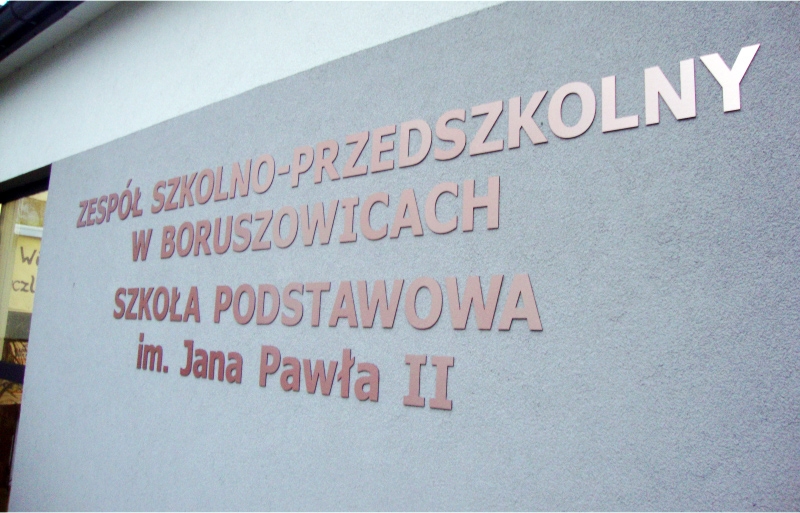 ZESPÓŁ SZKOLNO-PRZEDSZKOLNY
W BORUSZOWICACH
SZKOŁA PODSTAWOWA
im. Jana Pawła II